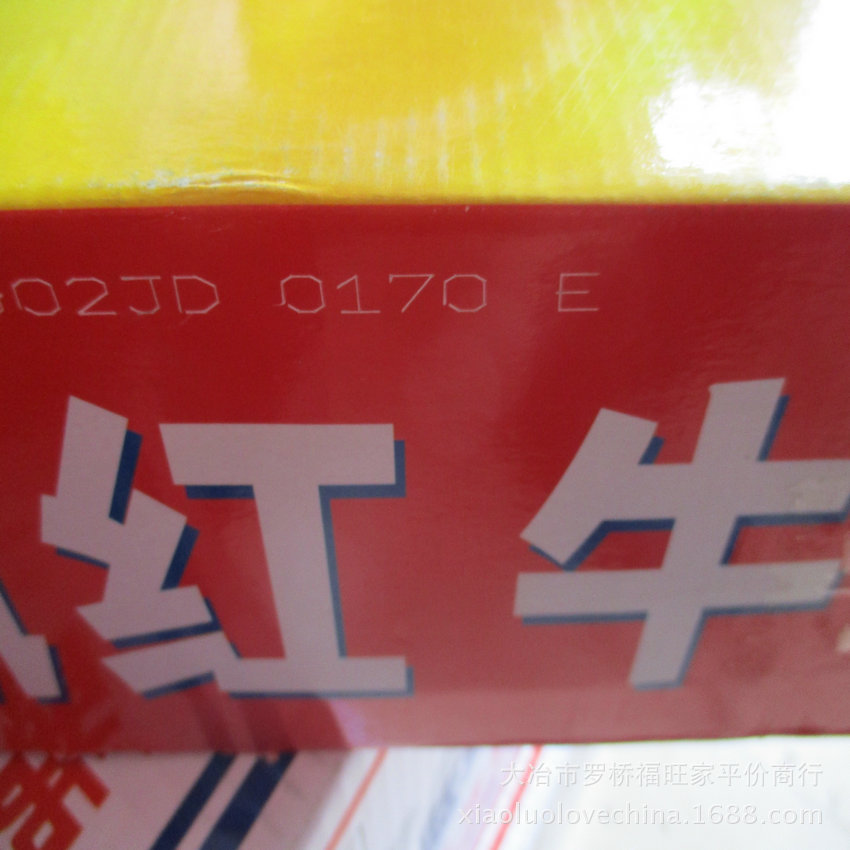 02JD 0170 E
红牛
大冶市罗桥福旺家平价商行
xiaoluolovechina.1688.com